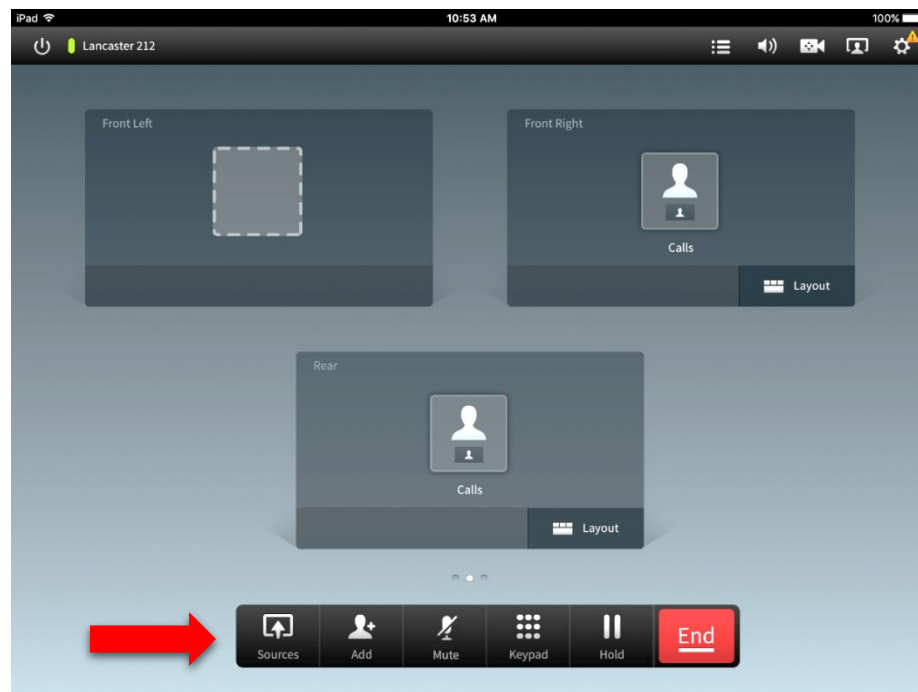 iPad 10:53 AM 100%
Lancaster 212
Front Left Front Right
Calls
Layout
Rear
Calls
Layout
Sources Add Mute Keypad Hold End